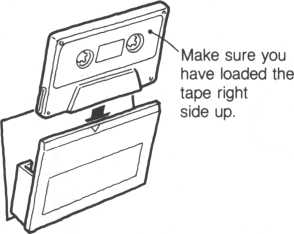 Make sure you
have loaded the
tape right
side up.